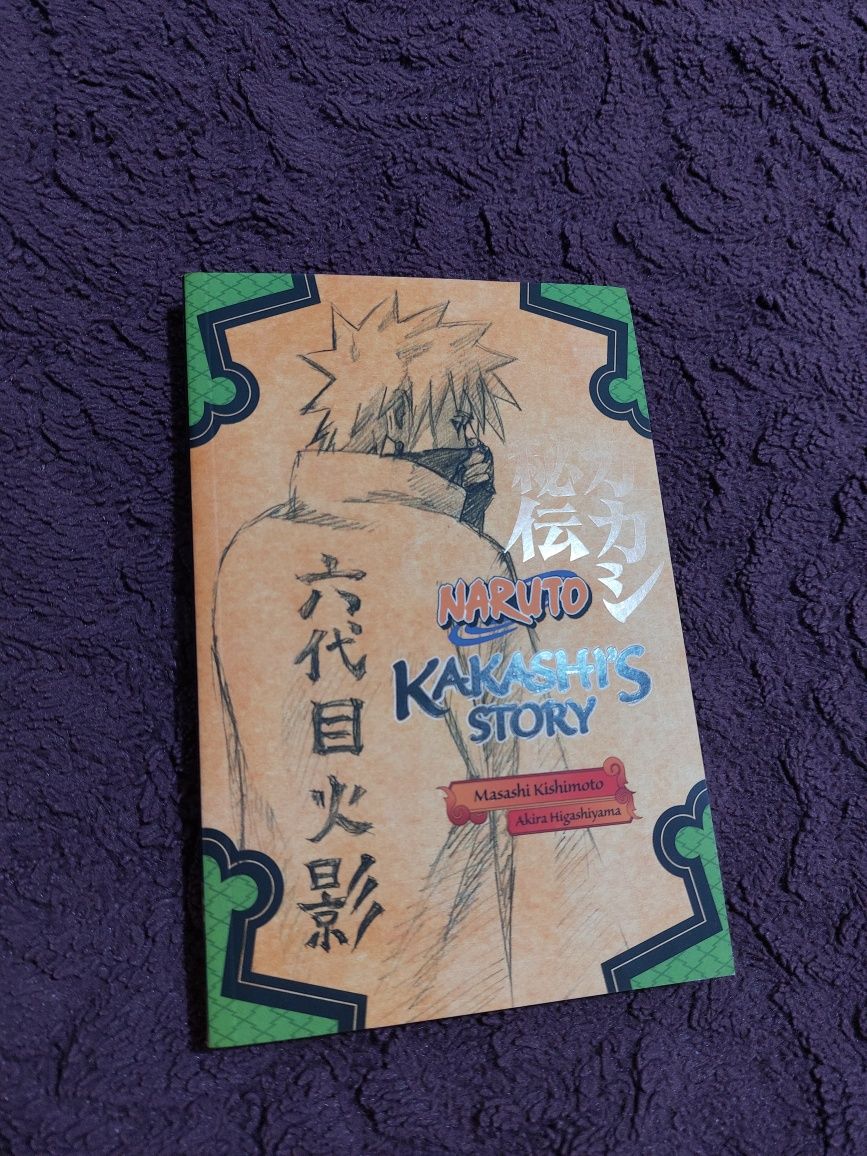 カカシ
秘伝
NARUTO
KAKASHI'S
STORY
Masashi Kishimoto
Akira Higashiyama
六代目火影